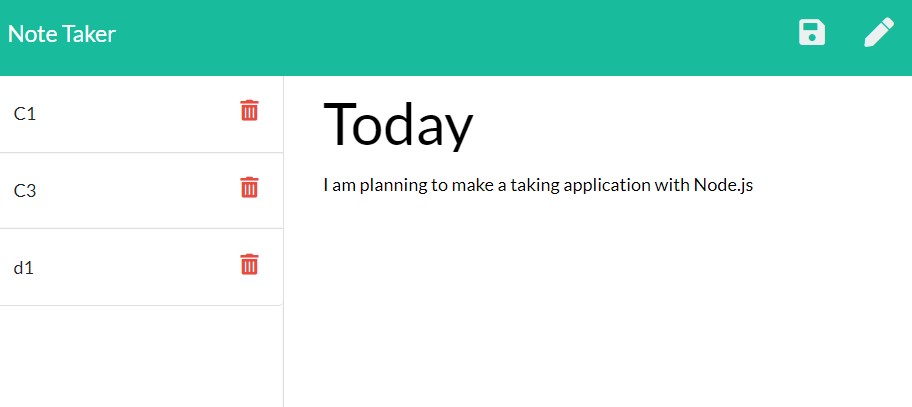 Note Taker
C1
C3
d1
Today
I am planning to make a taking application with Node.js